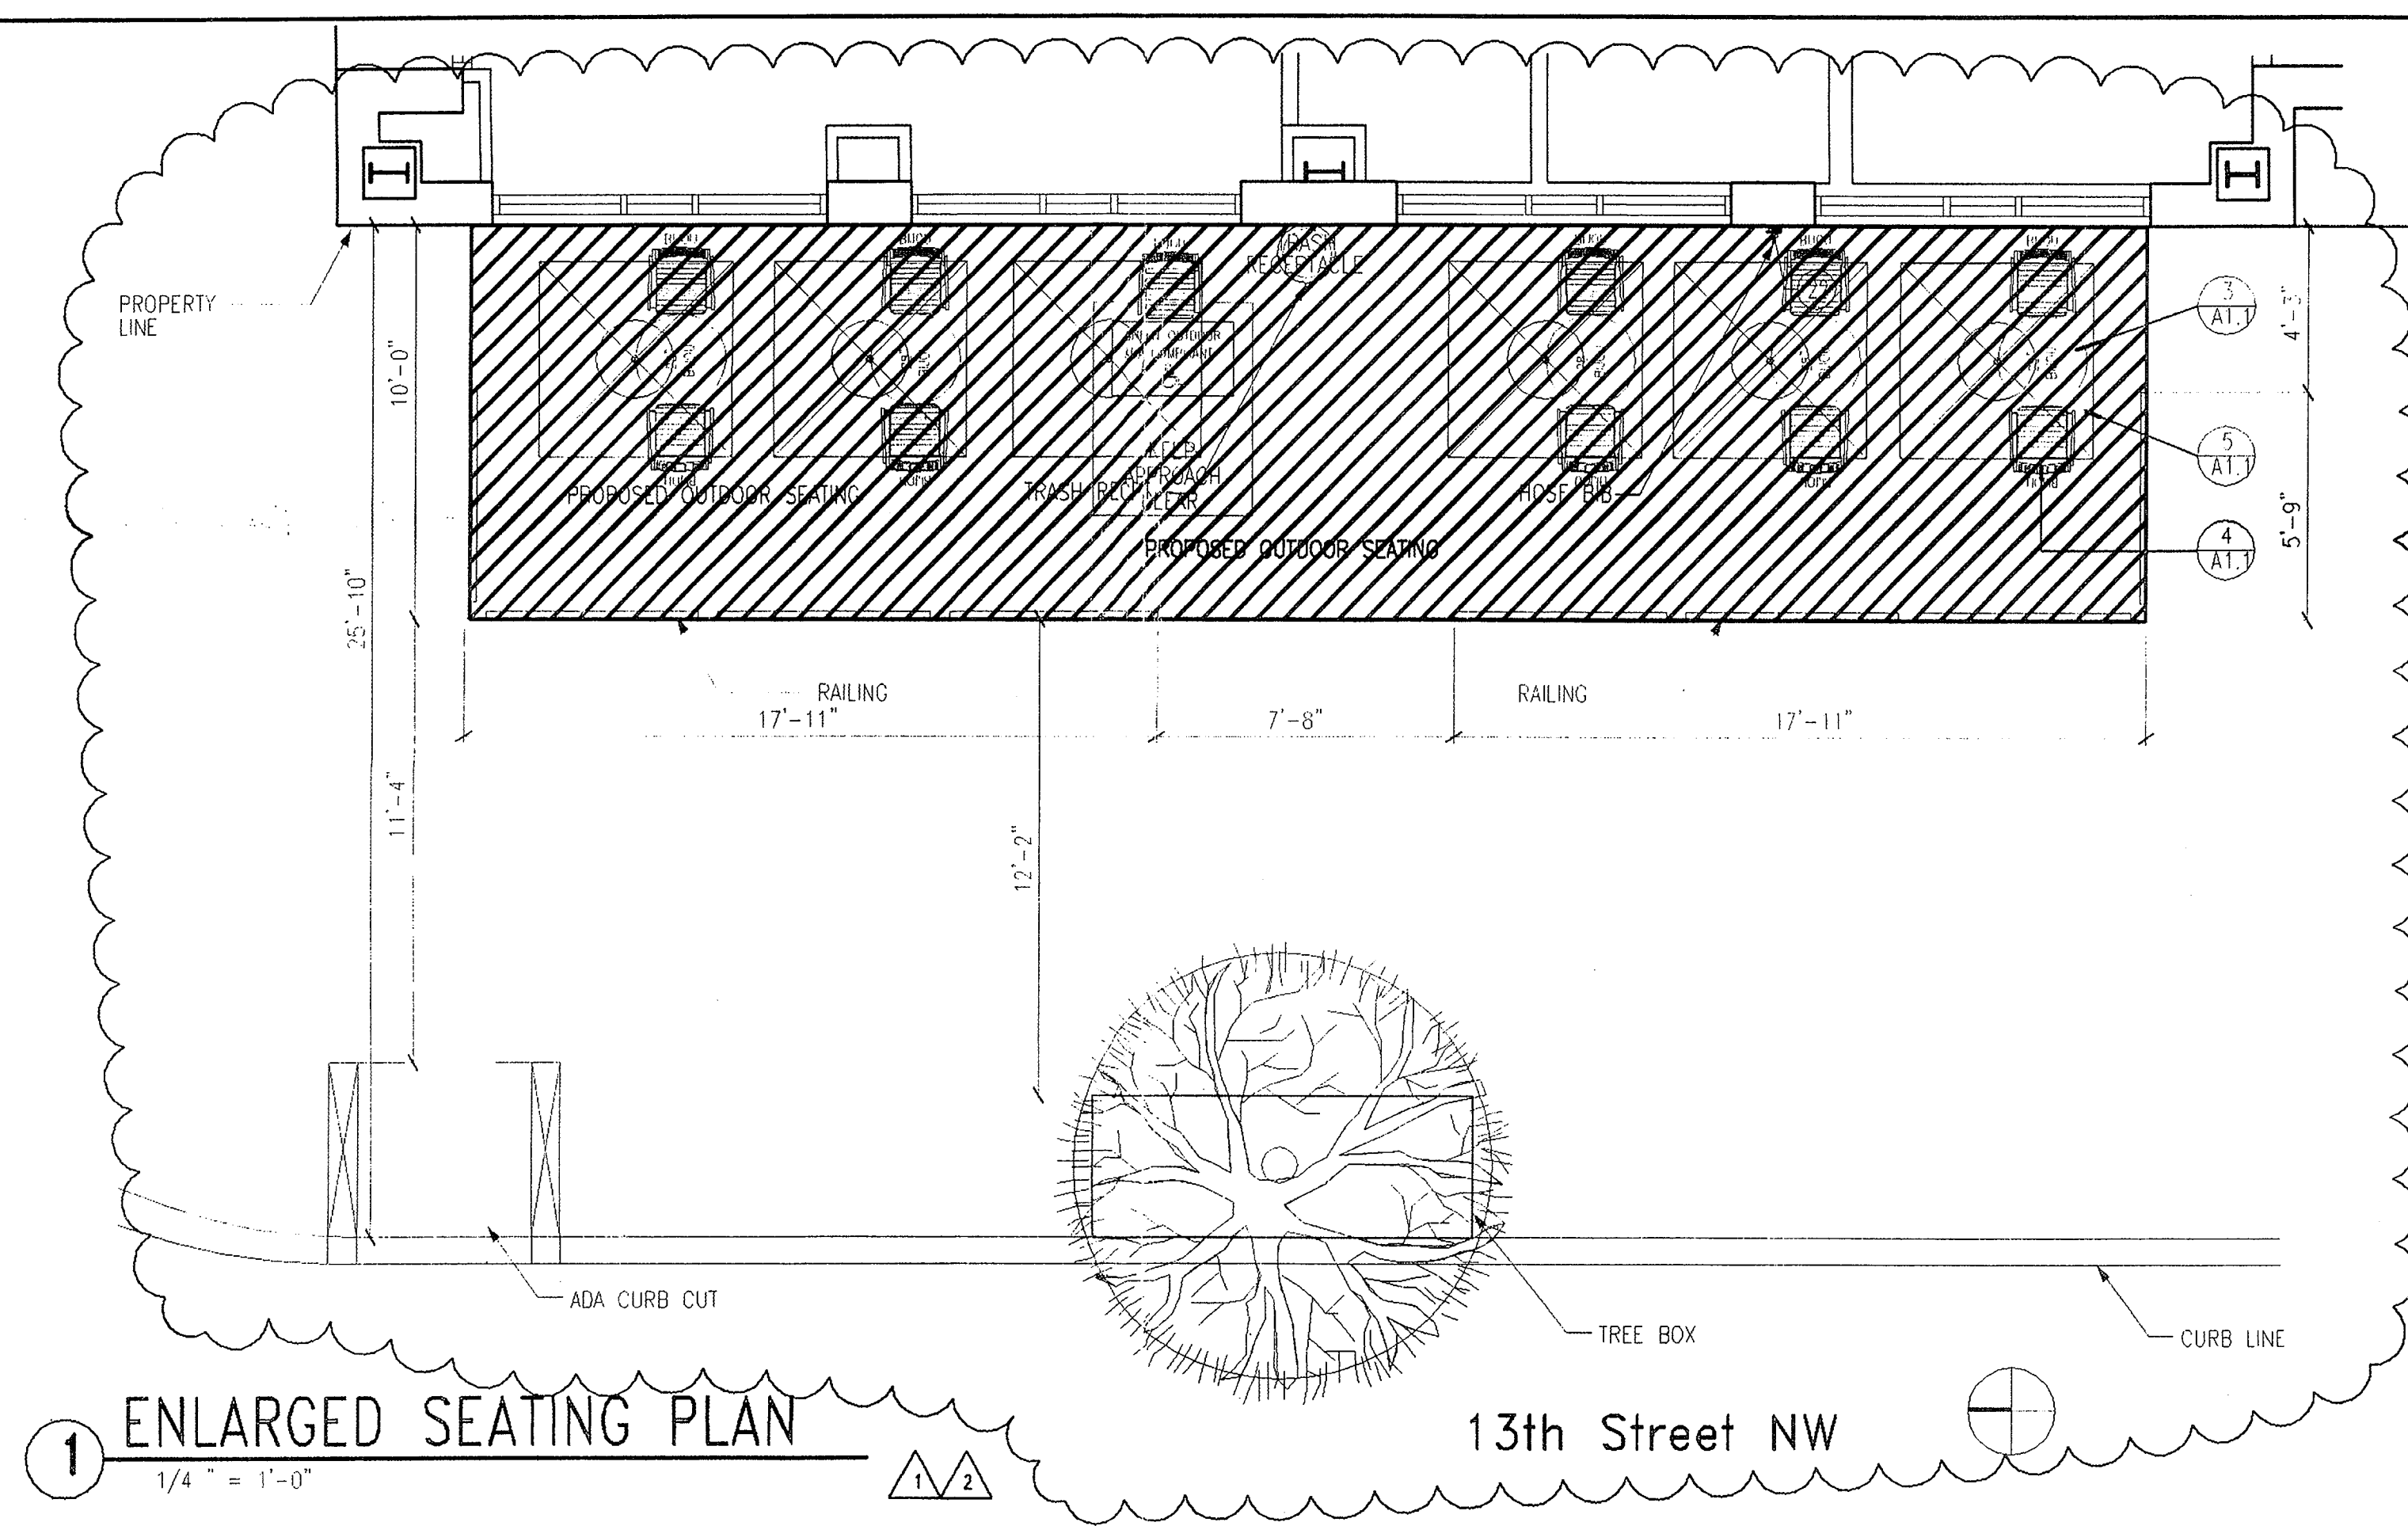 PROPERTY
LINE
TRASH
RECEPTACLE
3
A1.1
4'-3"
10'-0"
5
A1.1
PROPOSED OUTDOOR SEATING
APPROACH
HOSE BIB
5'-9"
4
A1.1
PROPOSED OUTDOOR SEATING
25'-10"
RAILING
RAILING
17'-11"
7'-8"
17'-11"
11'-4"
12'-2"
ADA CURB CUT
TREE BOX
CURB LINE
1
ENLARGED SEATING PLAN
1/4 " = 1'-0"
1
2
13th Street NW